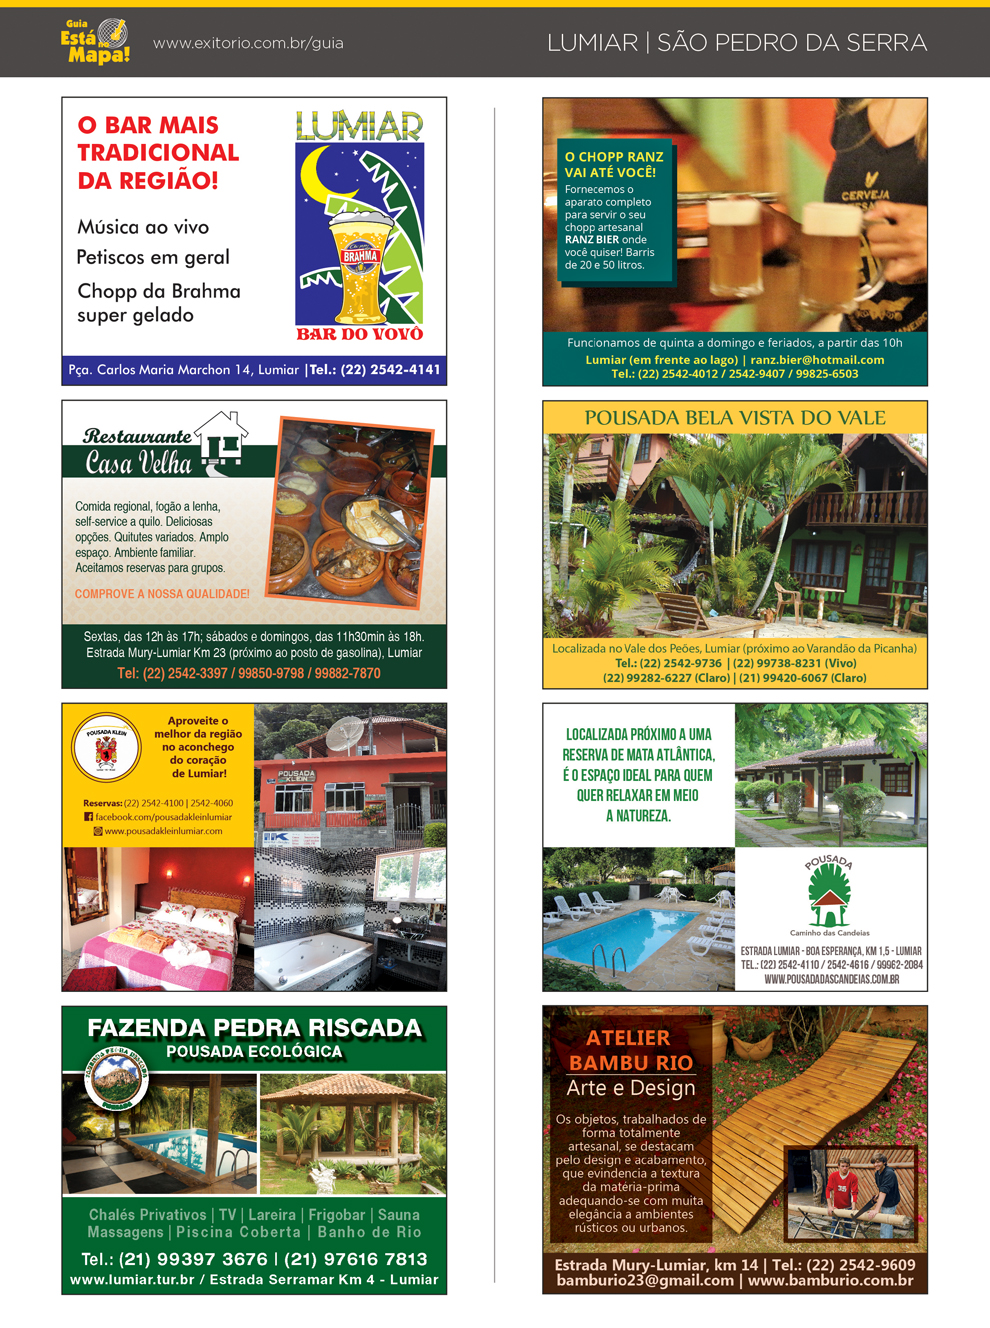 Guia
Está
no
Mapa!
www.exitorio.com.br/guia
LUMIAR | SÃO PEDRO DA SERRA
O BAR MAIS
TRADICIONAL
DA REGIÃO!
Música ao vivo
Petiscos em geral
Chopp da Brahma
super gelado
LUMIAR
BRAHMA
BAR DO VOVÔ
Pça. Carlos Maria Marchon 14, Lumiar | Tel.: (22) 2542-4141
Restaurante
Casa Velha
Comida regional, fogão a lenha,
self-service a quilo. Deliciosas
opções. Quitutes variados. Amplo
espaço. Ambiente familiar.
Aceitamos reservas para grupos.
COMPROVE A NOSSA QUALIDADE!
Sextas, das 12h às 17h; sábados e domingos, das 11h30min às 18h.
Estrada Mury-Lumiar Km 23 (próximo ao posto de gasolina), Lumiar
Tel: (22) 2542-3397 / 99850-9798 / 99882-7870
POUSADA KLEIN
Aproveite o
melhor da região
no aconchego
do coração
de Lumiar!
Reservas: (22) 2542-4100 | 2542-4060
facebook.com/pousadakleinlumiar
www.pousadakleinlumiar.com
POUSADA
KLEIN
FAZENDA PEDRA RISCADA
POUSADA ECOLÓGICA
FAZENDA PEDRA RISCADA
Chalés Privativos | TV | Lareira | Frigobar | Sauna
Massagens | Piscina Coberta | Banho de Rio
Tel.: (21) 99397 3676 | (21) 97616 7813
www.lumiar.tur.br / Estrada Serramar Km 4 - Lumiar
O CHOPP RANZ
VAI ATÉ VOCÊ!
Fornecemos o
aparato completo
para servir o seu
chopp artesanal
RANZ BIER onde
você quiser! Barris
de 20 e 50 litros.
CERVEJA
Funcionamos de quinta a domingo e feriados, a partir das 10h
Lumiar (em frente ao lago) | ranz.bier@hotmail.com
Tel.: (22) 2542-4012 / 2542-9407 / 99825-6503
POUSADA BELA VISTA DO VALE
Localizada no Vale dos Peões, Lumiar (próximo ao Varandão da Picanha)
Tel.: (22) 2542-9736 | (22) 99738-8231 (Vivo)
(22) 99282-6227 (Claro) | (21) 99420-6067 (Claro)
LOCALIZADA PRÓXIMO A UMA
RESERVA DE MATA ATLÂNTICA,
É O ESPAÇO IDEAL PARA QUEM
QUER RELAXAR EM MEIO
A NATUREZA.
POUSADA
Caminho das Candeias
ESTRADA LUMIAR - BOA ESPERANÇA, KM 1,5 - LUMIAR
TEL.: (22) 2542-4110 / 2542-4616 / 99962-2084
WWW.POUSADADASCANDEIAS.COM.BR
ATELIER
BAMBU RIO
Arte e Design
Os objetos, trabalhados de
forma totalmente
artesanal, se destacam
pelo design e acabamento,
que evindencia a textura
da matéria-prima
adequando-se com muita
elegância a ambientes
rústicos ou urbanos.
Estrada Mury-Lumiar, km 14 | Tel.: (22) 2542-9609
bamburio23@gmail.com | www.bamburio.com.br